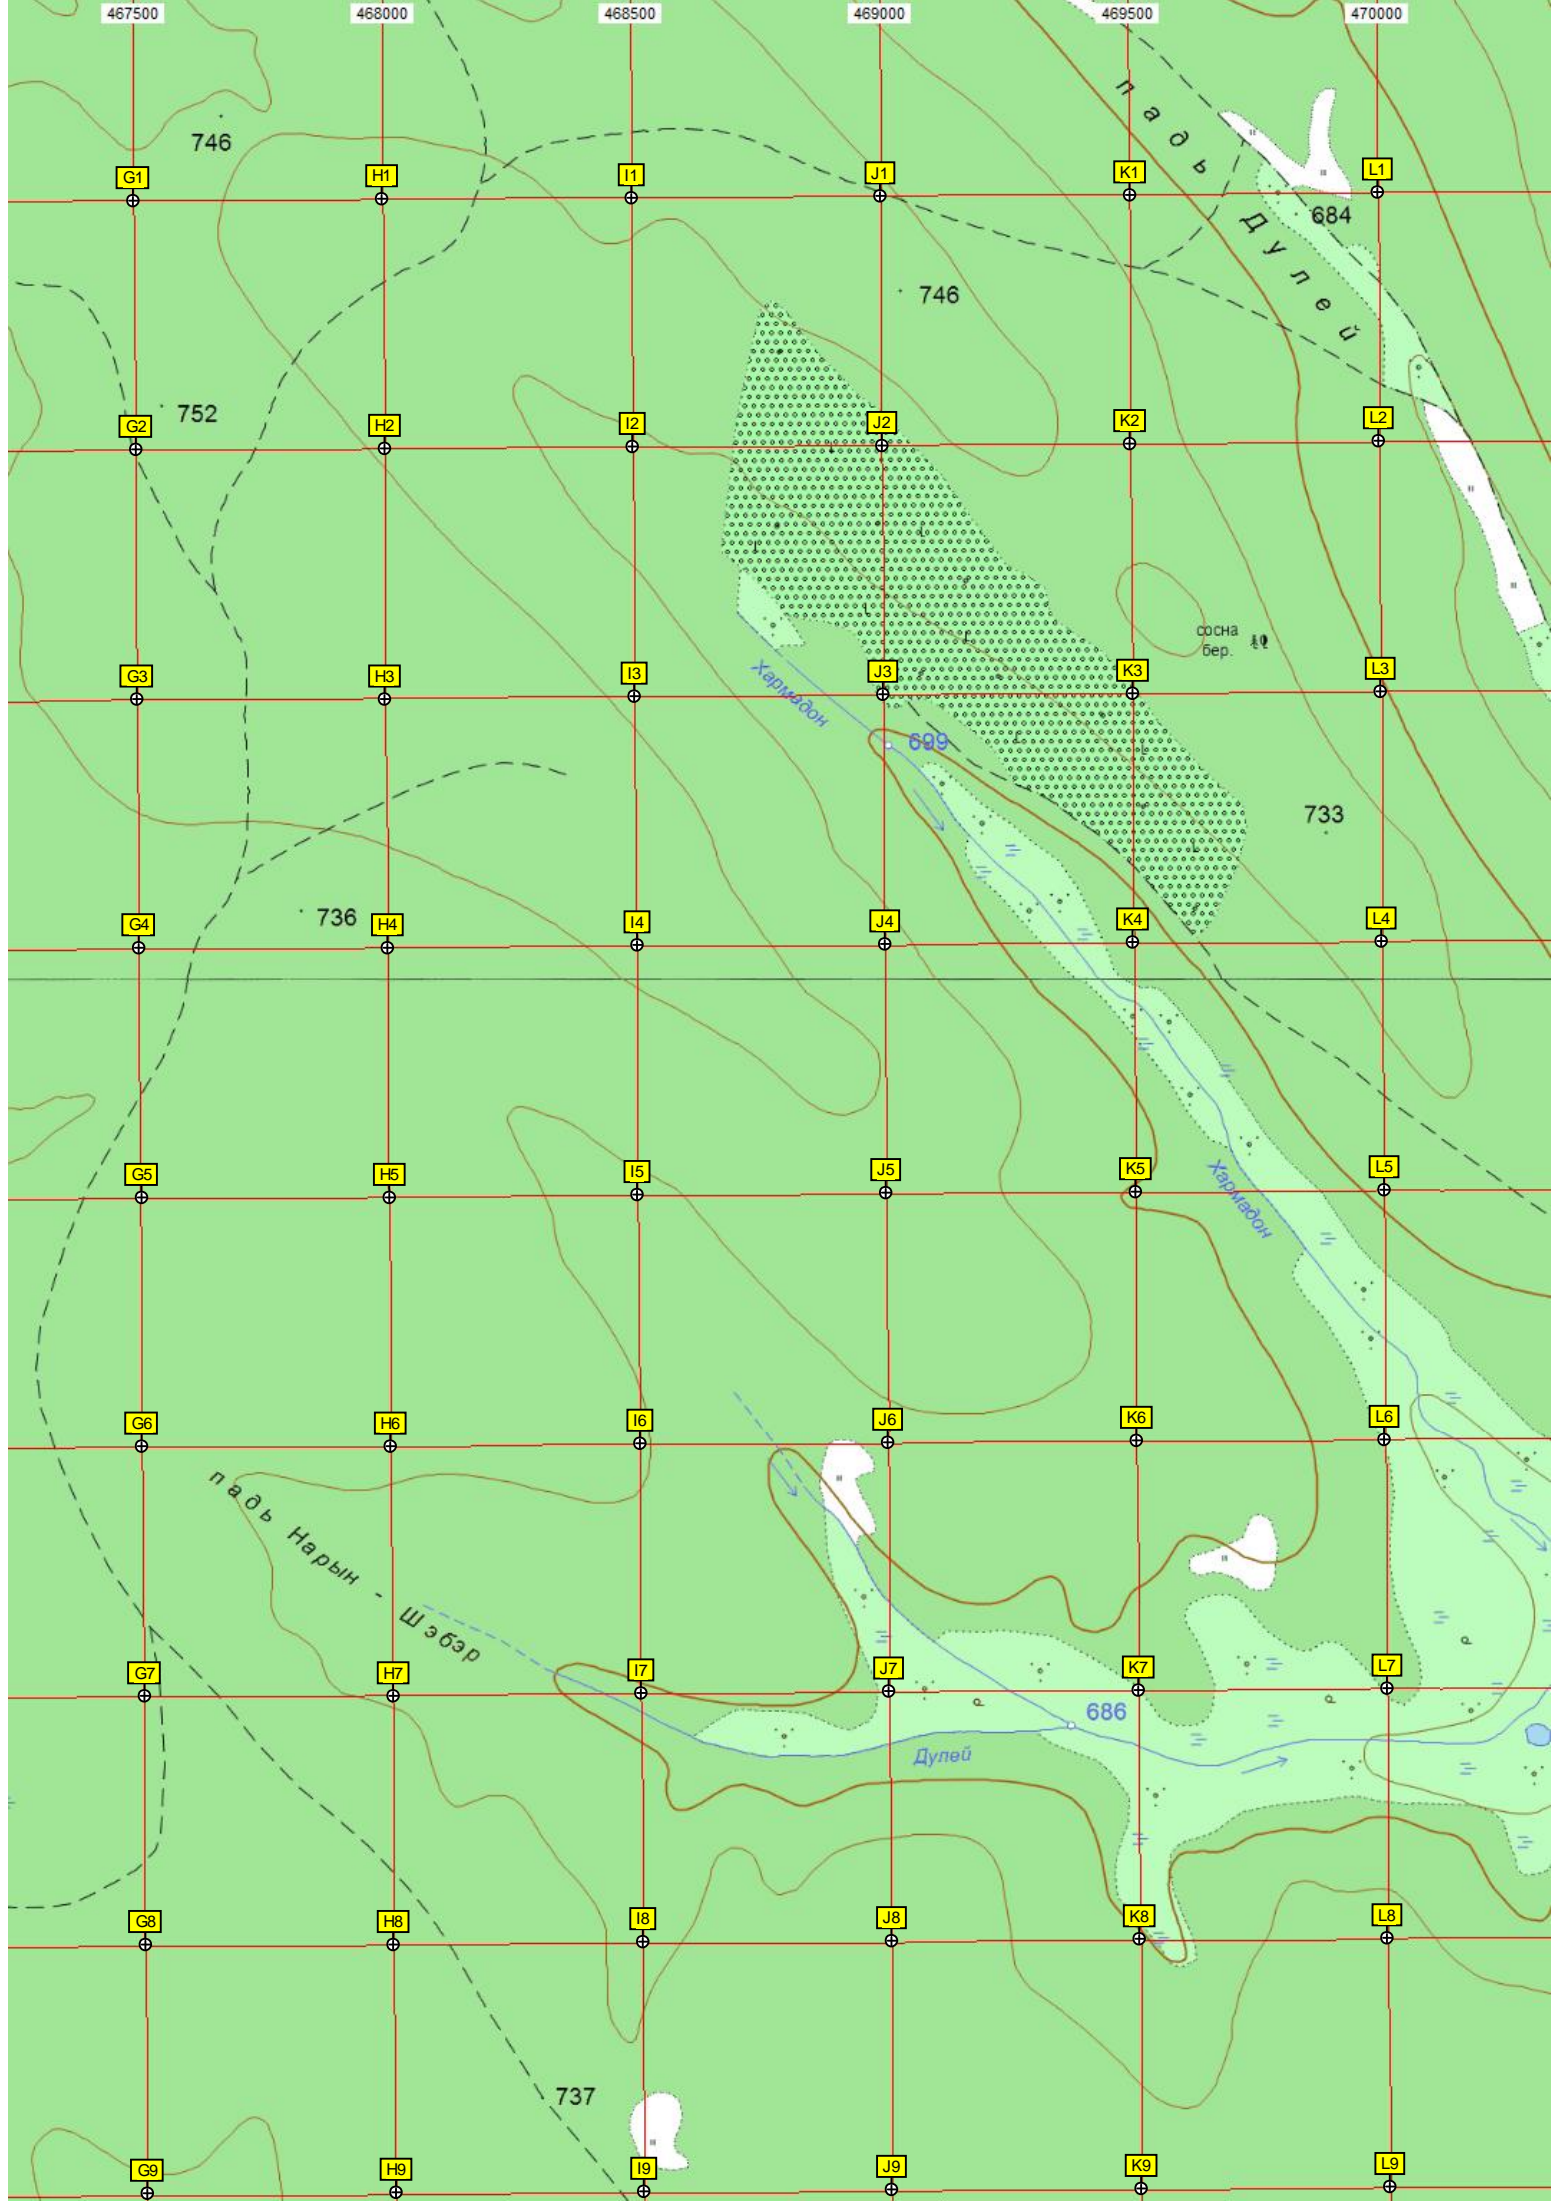 467500 468000 468500 469000 469500 470000
падь Дулей
746
G1 H1 I1 J1 K1 L1
684
746
752
G2 H2 I2 J2 K2 L2
сосна
бер.
G3 H3 I3 J3 K3 L3
Хармадон
699
733
736
G4 H4 I4 J4 K4 L4
G5 H5 I5 J5 K5 L5
Хармадон
G6 H6 I6 J6 K6 L6
падь Нарын - Шэбэр
G7 H7 I7 J7 K7 L7
686
Дулей
G8 H8 I8 J8 K8 L8
737
G9 H9 I9 J9 K9 L9